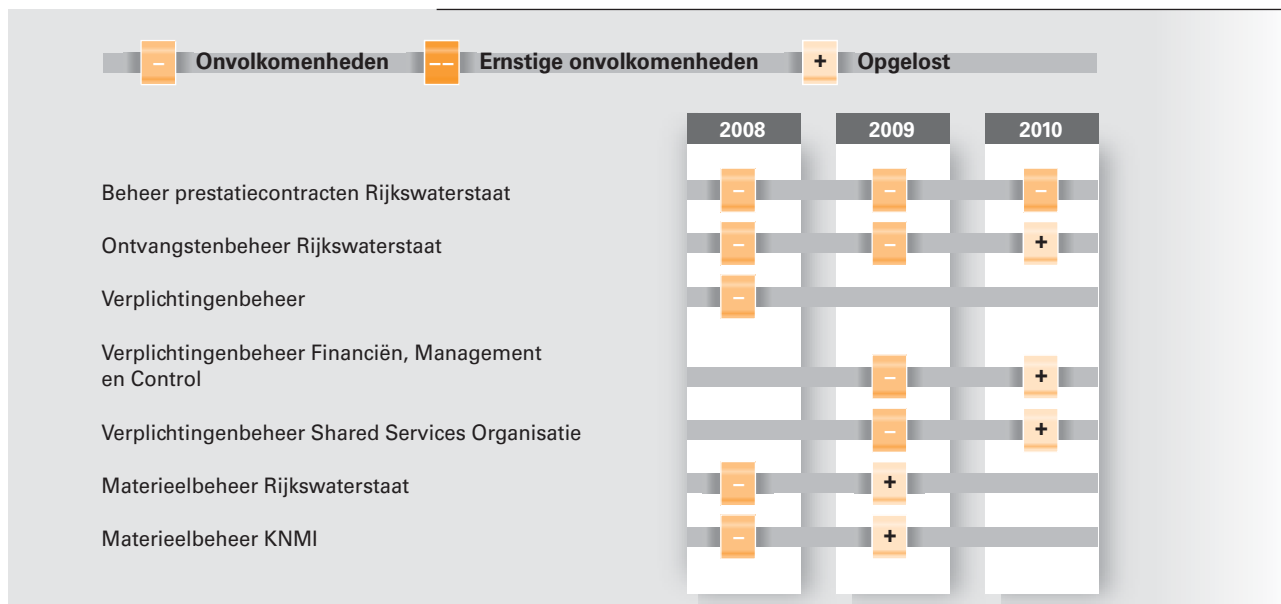 – Onvolkomenheden –– Ernstige onvolkomenheden + Opgelost
2008 2009 2010
Beheer prestatiecontracten Rijkswaterstaat – – –
Ontvangstenbeheer Rijkswaterstaat – – +
Verplichtingenbeheer –
Verplichtingenbeheer Financiën, Management
en Control – +
Verplichtingenbeheer Shared Services Organisatie – +
Materieelbeheer Rijkswaterstaat – +
Materieelbeheer KNMI – +